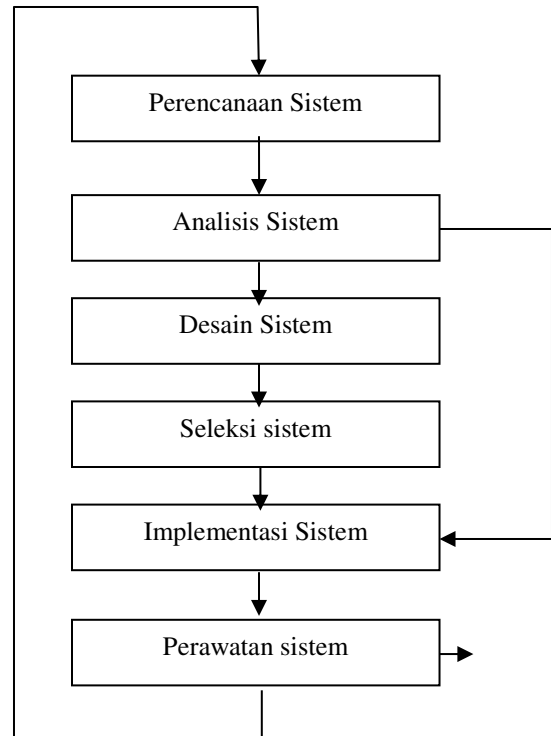 Perencanaan Sistem
Analisis Sistem
Desain Sistem
Seleksi sistem
Implementasi Sistem
Perawatan sistem